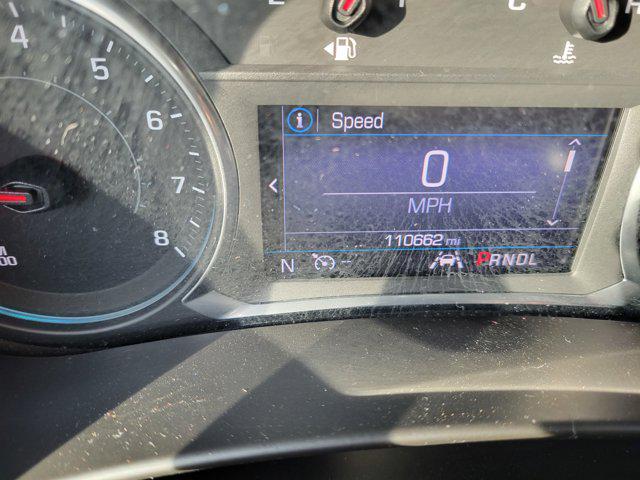 4
5
6
7
8
C
Speed
0
MPH
110662 mi
N -- PRNDL